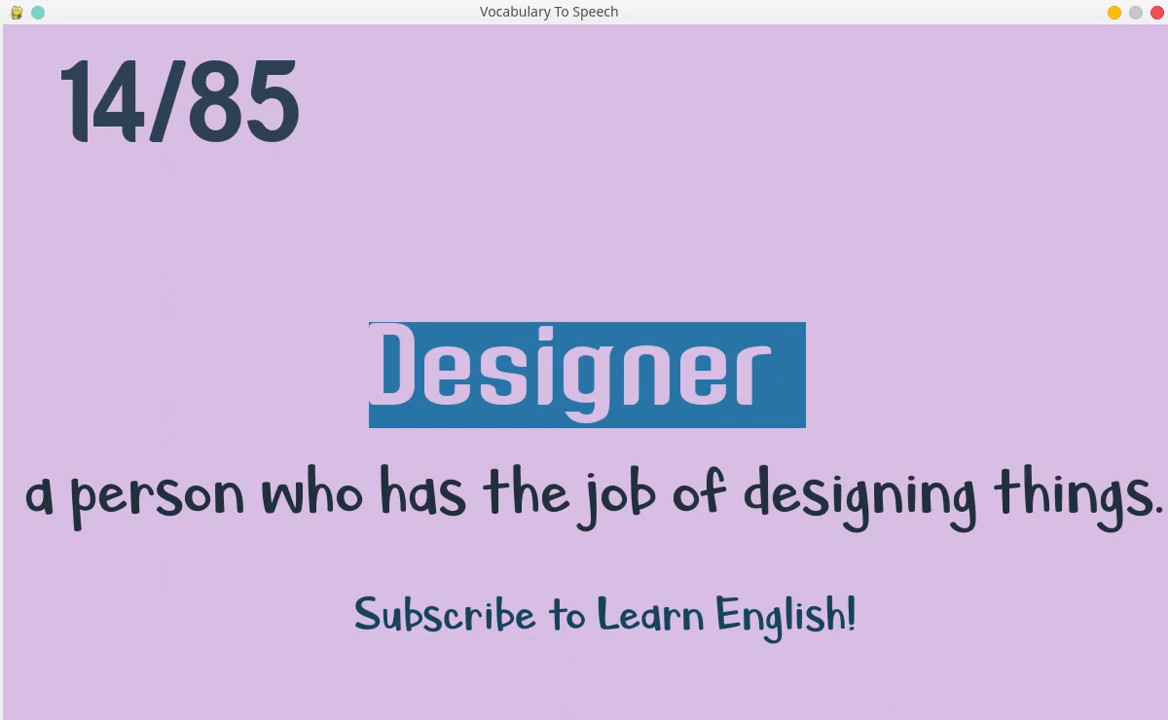 Vocabulary To Speech
14/85
Designer
a person who has the job of designing things.
Subscribe to Learn English!